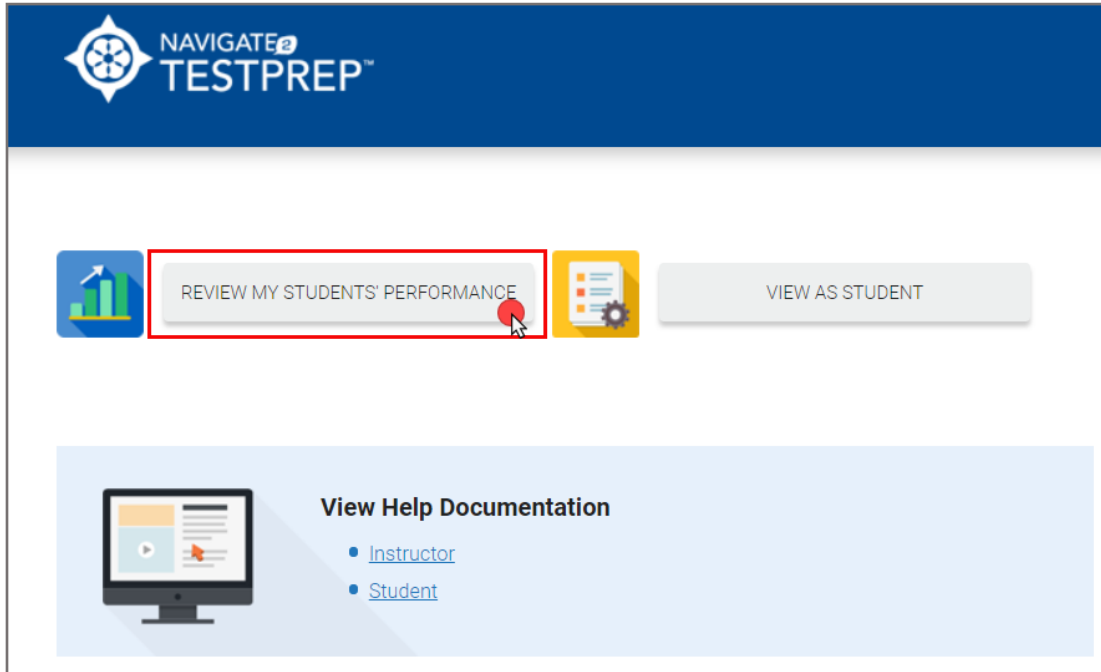 NAVIGATE 2
TESTPREP™
REVIEW MY STUDENTS' PERFORMANCE
VIEW AS STUDENT
View Help Documentation
Instructor
Student